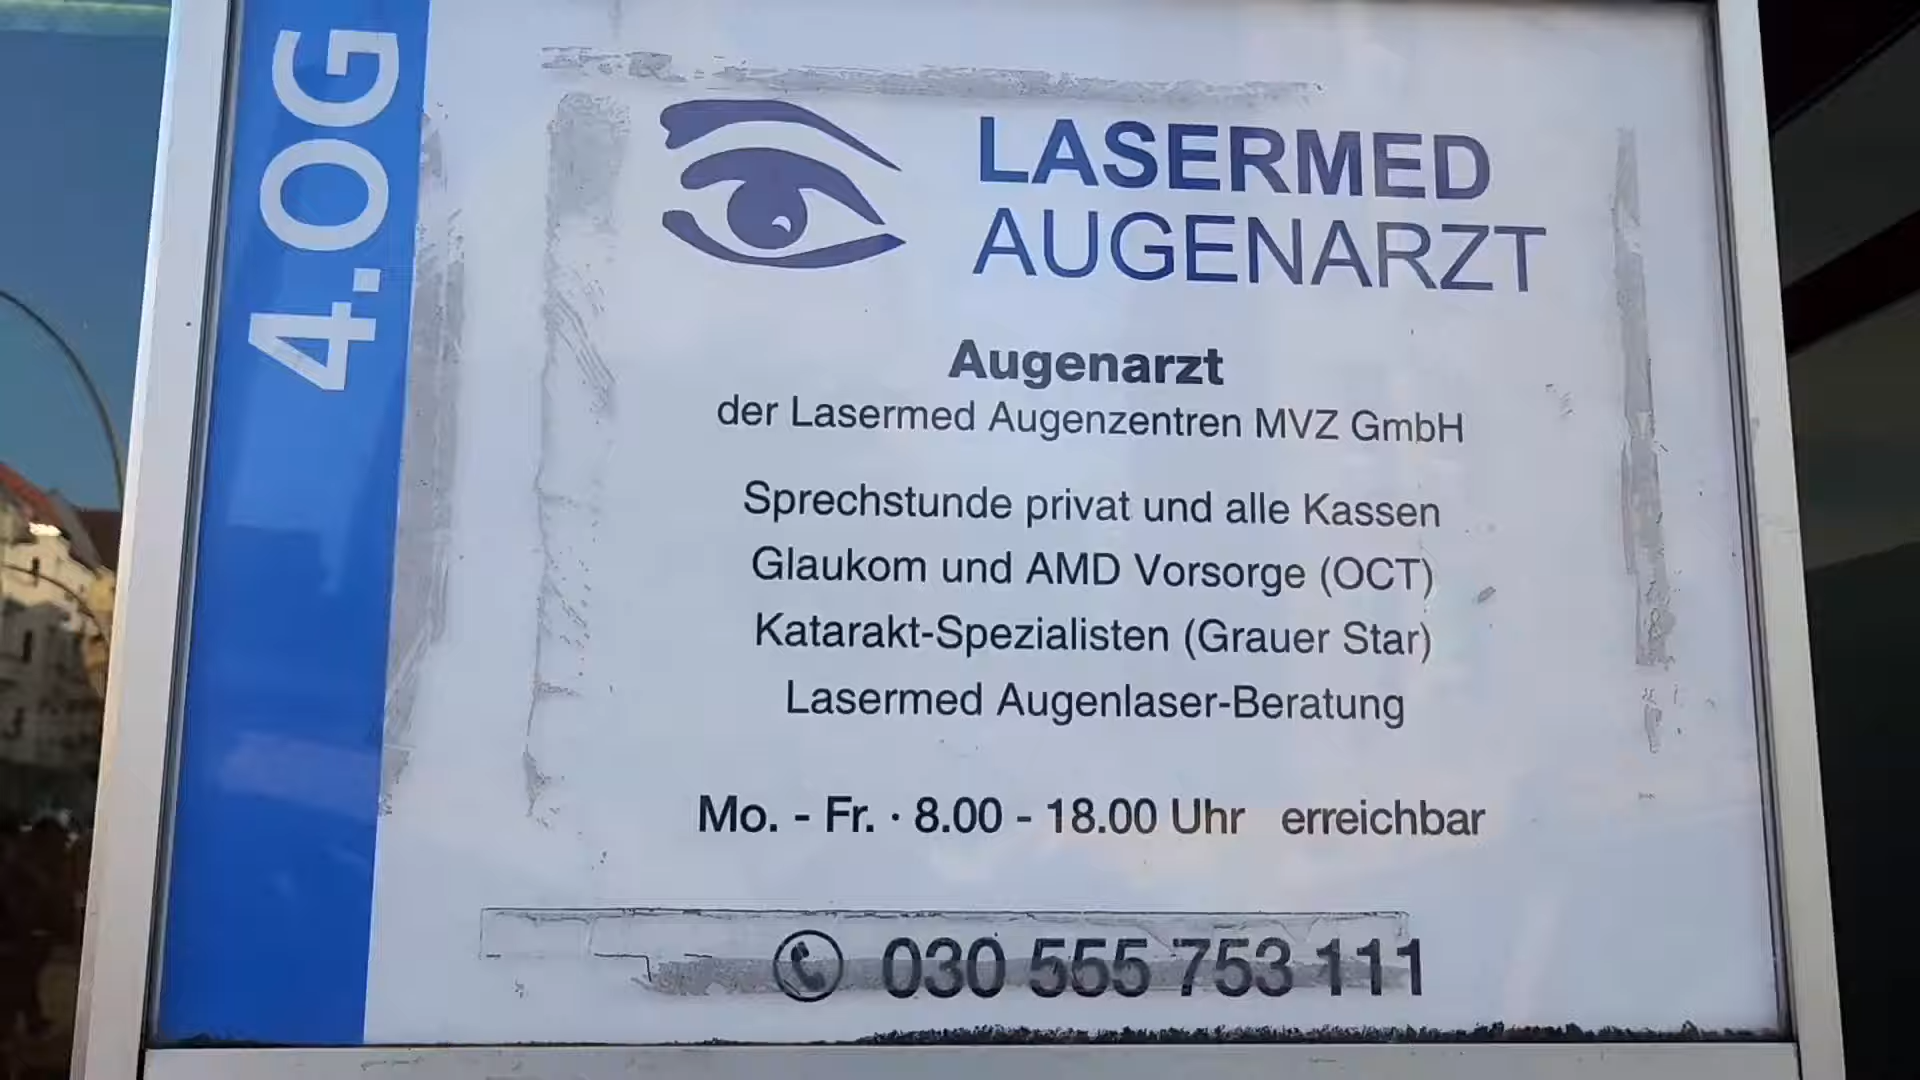 4.OG
LASERMED
AUGENARZT
Augenarzt
der Lasermed Augenzentren MVZ GmbH
Sprechstunde privat und alle Kassen
Glaukom und AMD Vorsorge (OCT)
Katarakt-Spezialisten (Grauer Star)
Lasermed Augenlaser-Beratung
Mo. - Fr. · 8.00 - 18.00 Uhr erreichbar
030 555 753 111